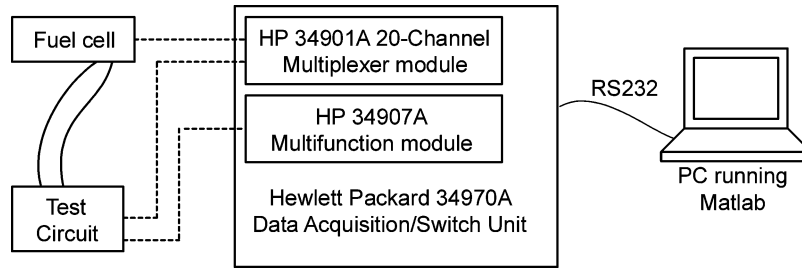 Fuel cell
HP 34901A 20-Channel
Multiplexer module
HP 34907A
Multifunction module
RS232
Test
Circuit
Hewlett Packard 34970A
Data Acquisition/Switch Unit
PC running
Matlab